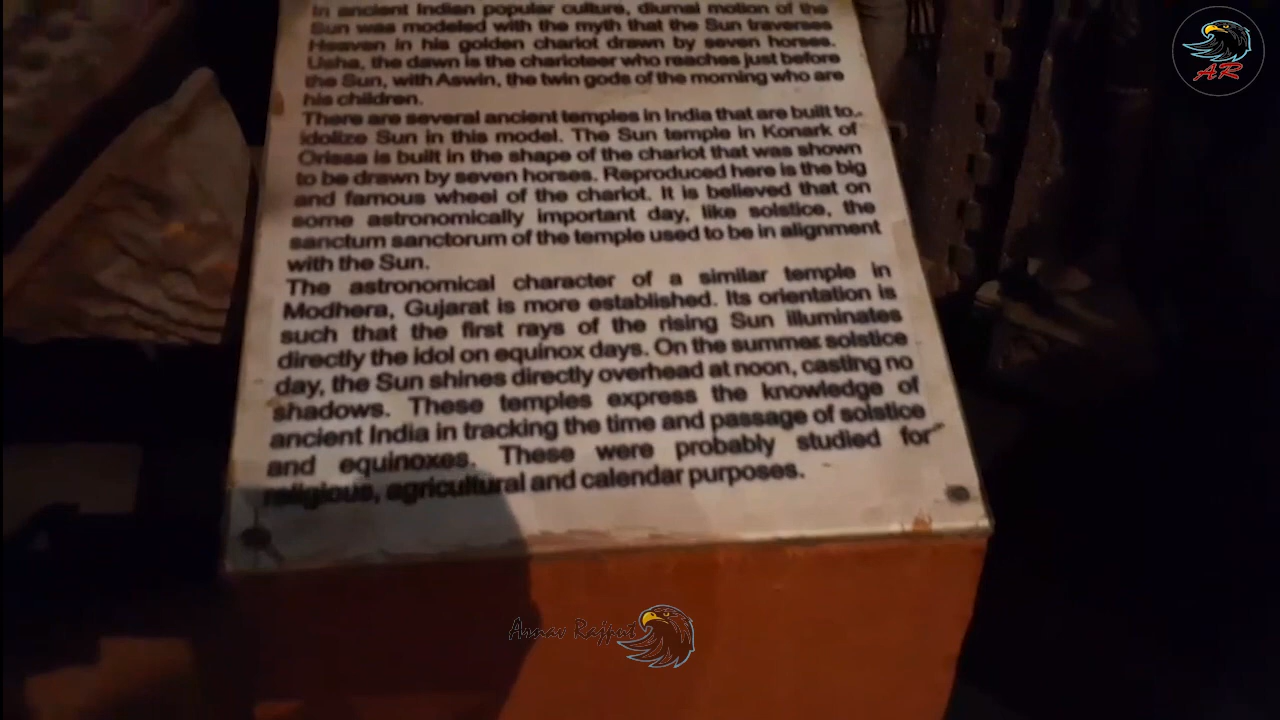 In ancient Indian popular culture, diurnal motion of the
Sun was modeled with the myth that the Sun traverses
Heaven in his golden chariot drawn by seven horses.
Usha, the dawn is the charioteer who reaches just before
the Sun, with Aswin, the twin gods of the morning who are
his children.
There are several ancient temples in India that are built to
idolize Sun in this model. The Sun temple in Konark of
Orissa is built in the shape of the chariot that was shown
to be drawn by seven horses. Reproduced here is the big
and famous wheel of the chariot. It is believed that on
some astronomically important day, like solstice, the
sanctum sanctorum of the temple used to be in alignment
with the Sun.
The astronomical character of a similar temple in
Modhera, Gujarat is more established. Its orientation is
such that the first rays of the rising Sun illuminates
directly the idol on equinox days. On the summer solstice
day, the Sun shines directly overhead at noon, casting no
shadows. These temples express the knowledge of
ancient India in tracking the time and passage of solstice
and equinoxes. These were probably studied for
religious, agricultural and calendar purposes.
AR
Arnav Rajput